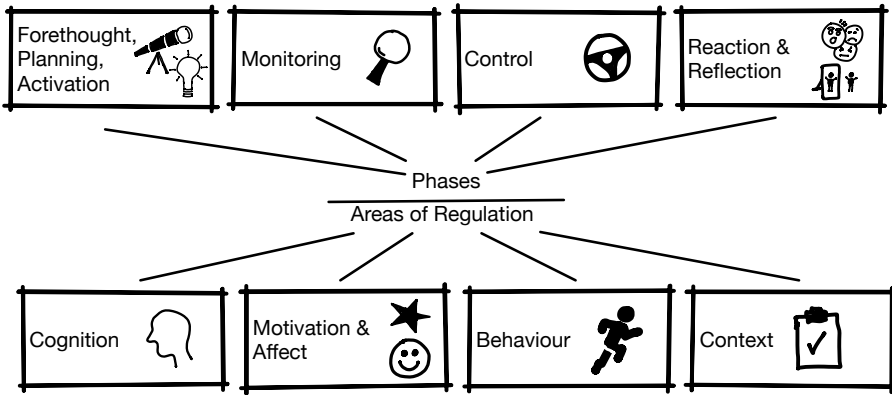 Forethought,
Planning,
Activation
Monitoring
Control
Reaction &
Reflection
Phases
Areas of Regulation
Cognition
Motivation &
Affect
Behaviour
Context